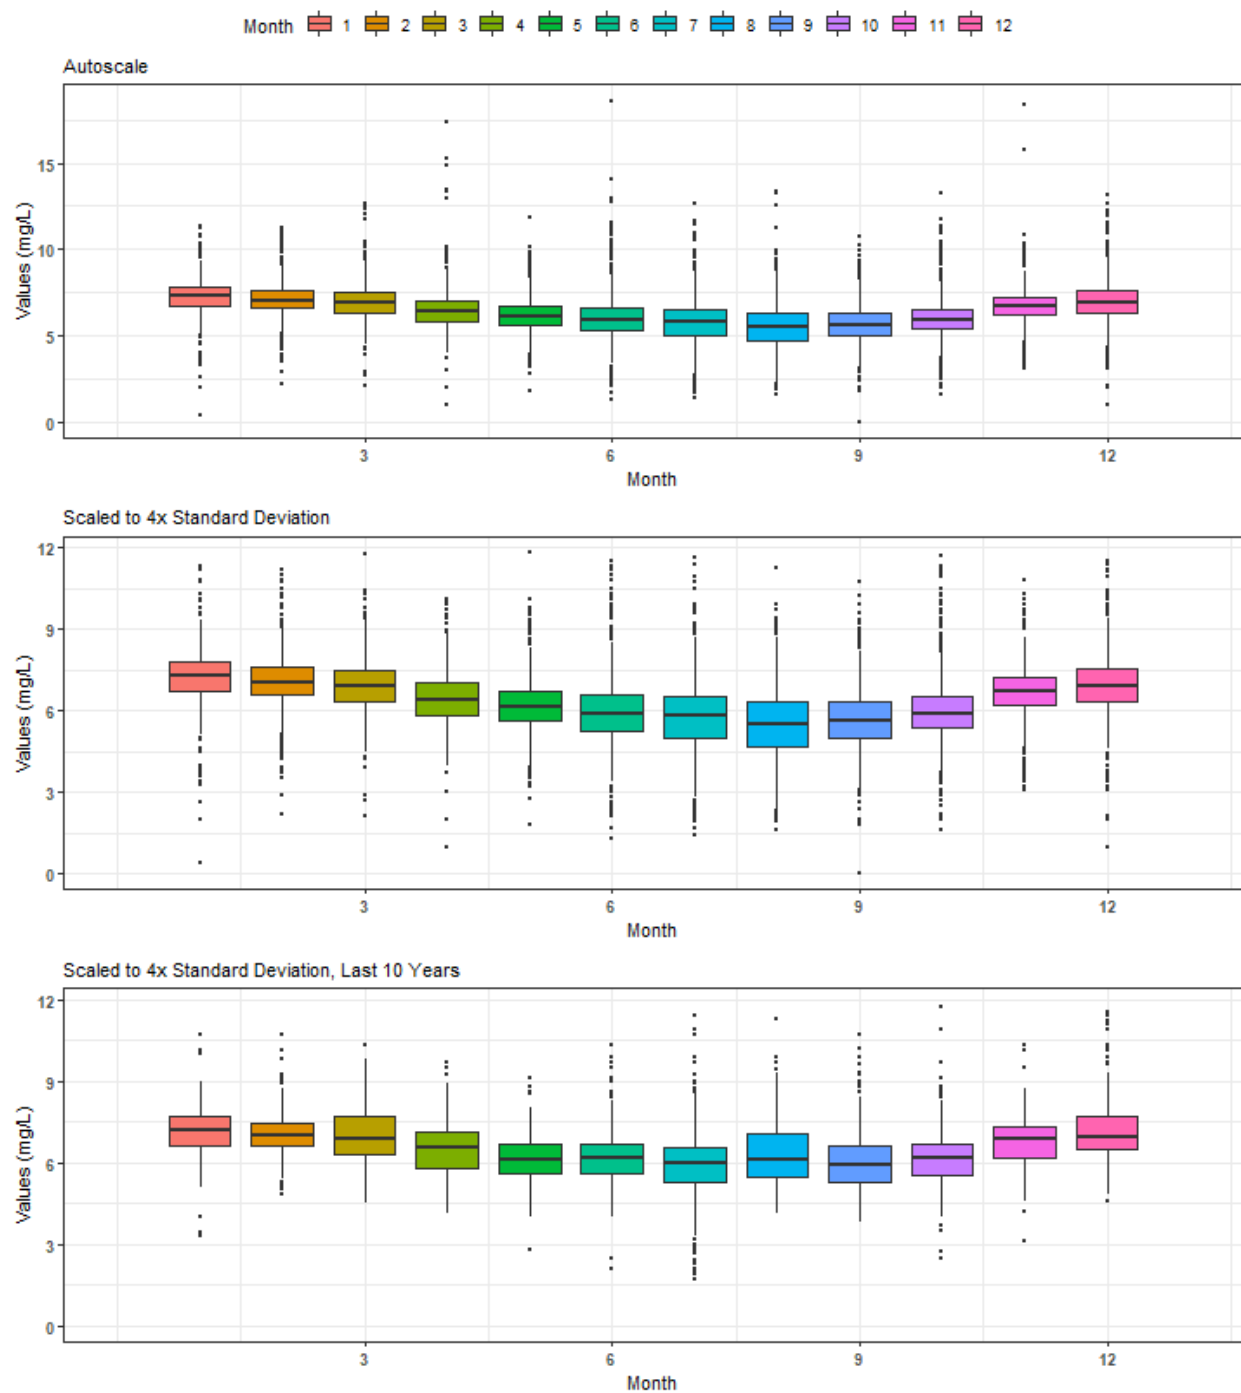 Month 1 2 3 4 5 6 7 8 9 10 11 12
Autoscale
Values (mg/L)
15
10
5
0
3 6 9 12
Month
Scaled to 4x Standard Deviation
Values (mg/L)
12
9
6
3
0
3 6 9 12
Month
Scaled to 4x Standard Deviation, Last 10 Years
Values (mg/L)
12
9
6
3
0
3 6 9 12
Month